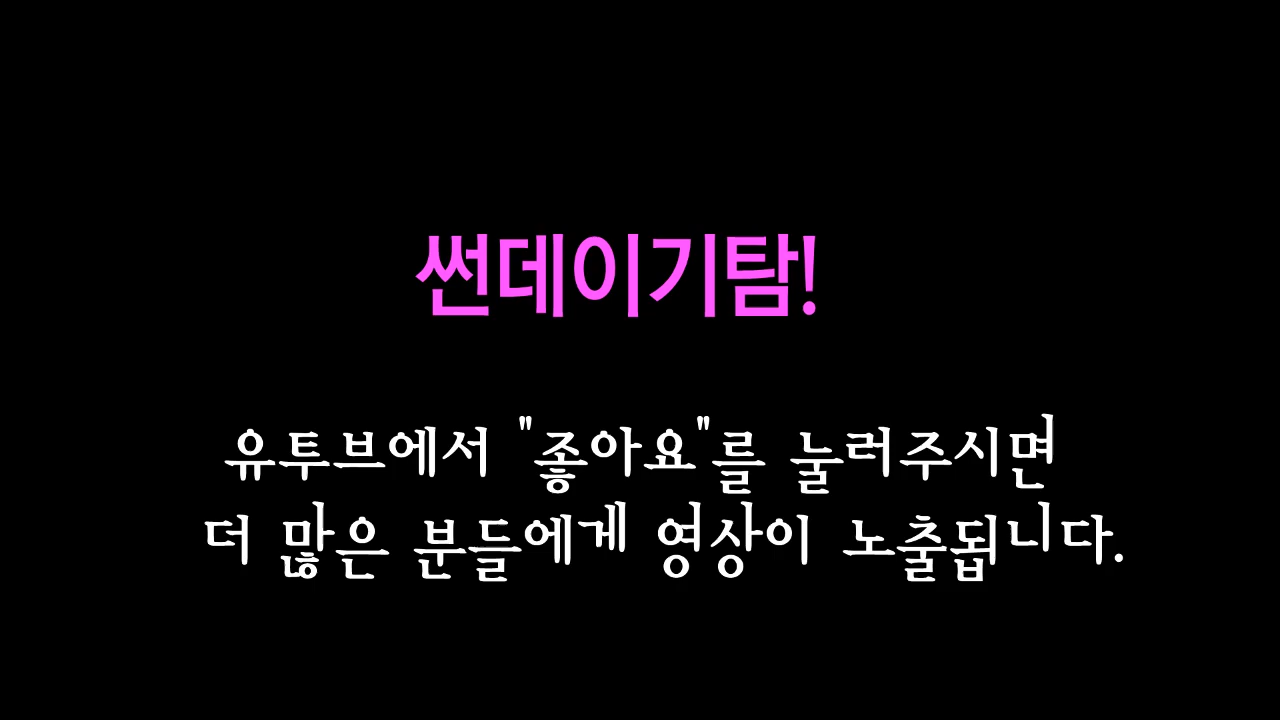 썬데이기탐!
유투브에서 "좋아요"를 눌러주시면
더 많은 분들에게 영상이 노출됩니다.